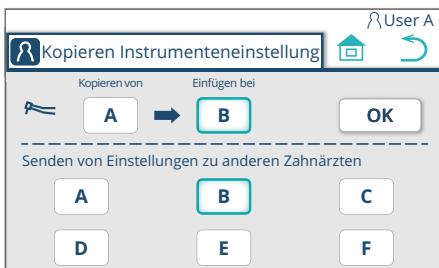 User A
Kopieren Instrumenteneinstellung
Kopieren von Einfügen bei
A B OK
Senden von Einstellungen zu anderen Zahnärzten
A B C
D E F